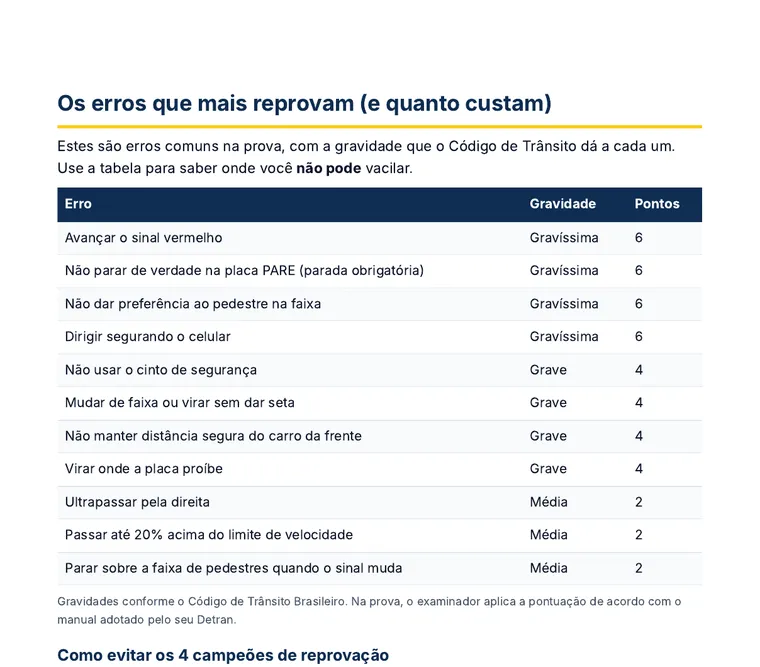 Os erros que mais reprovam (e quanto custam)
Estes são erros comuns na prova, com a gravidade que o Código de Trânsito dá a cada um.
Use a tabela para saber onde você não pode vacilar.
Erro Gravidade Pontos
Avançar o sinal vermelho Gravíssima 6
Não parar de verdade na placa PARE (parada obrigatória) Gravíssima 6
Não dar preferência ao pedestre na faixa Gravíssima 6
Dirigir segurando o celular Gravíssima 6
Não usar o cinto de segurança Grave 4
Mudar de faixa ou virar sem dar seta Grave 4
Não manter distância segura do carro da frente Grave 4
Virar onde a placa proíbe Grave 4
Ultrapassar pela direita Média 2
Passar até 20% acima do limite de velocidade Média 2
Parar sobre a faixa de pedestres quando o sinal muda Média 2
Gravidades conforme o Código de Trânsito Brasileiro. Na prova, o examinador aplica a pontuação de acordo com o
manual adotado pelo seu Detran.
Como evitar os 4 campeões de reprovação